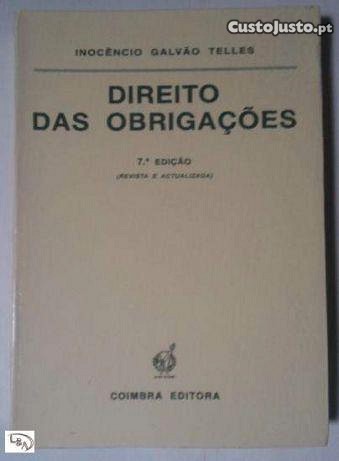 CustoJusto.pt
INOCÊNCIO GALVÃO TELLES
DIREITO
DAS OBRIGAÇÕES
7.ª EDIÇÃO
(REVISTA E ACTUALIZADA)
COIMBRA EDITORA
L&A